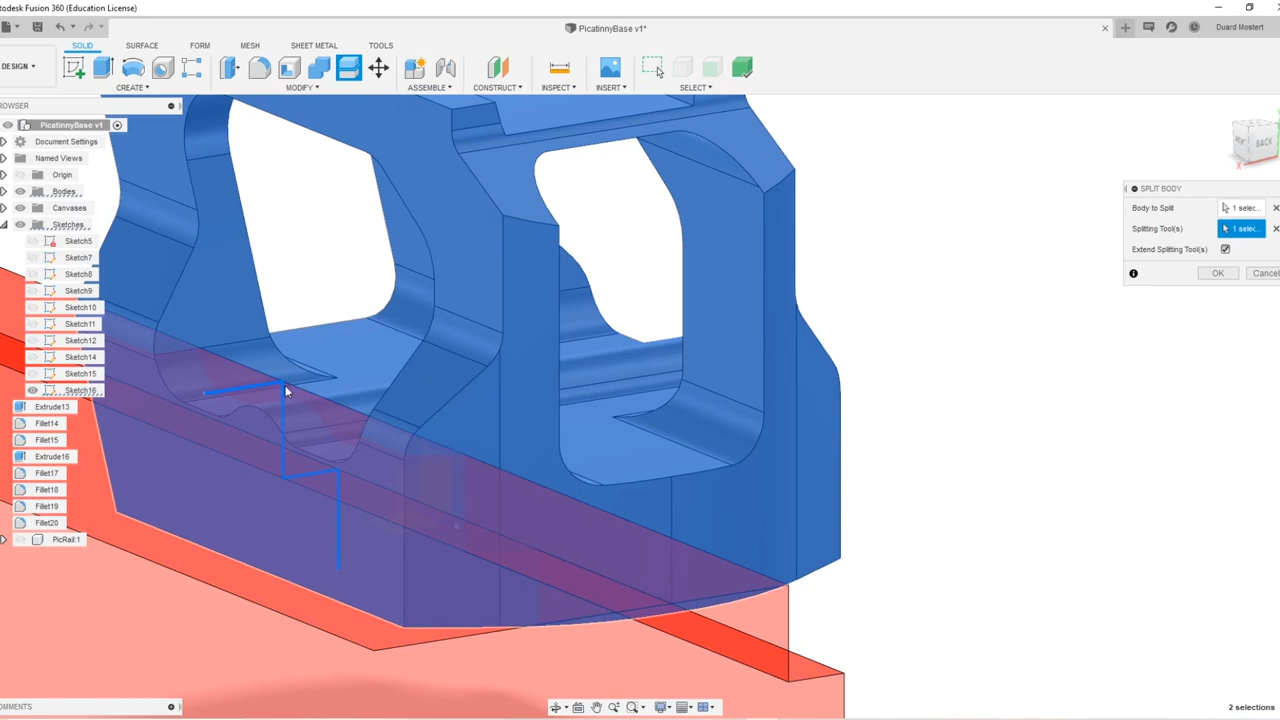 utodesk Fusion 360 (Education License)
PicatinnyBase v1*
Duard Mostert
SOLID SURFACE FORM MESH SHEET METAL TOOLS
DESIGN
CREATE MODIFY ASSEMBLE CONSTRUCT INSPECT INSERT SELECT
ROWSER
PicatinnyBase v1
Document Settings
Named Views
Origin
Bodies
Canvases
Sketches
Sketch5
Sketch7
Sketch8
Sketch9
Sketch10
Sketch11
Sketch12
Sketch14
Sketch15
Sketch16
Extrude13
Fillet14
Fillet15
Extrude16
Fillet17
Fillet18
Fillet19
Fillet20
PicRail:1
BACK
X
SPLIT BODY
Body to Split 1 selec...
Splitting Tool(s) 1 selec...
Extend Splitting Tool(s)
OK Cancel
OMMENTS
2 selections